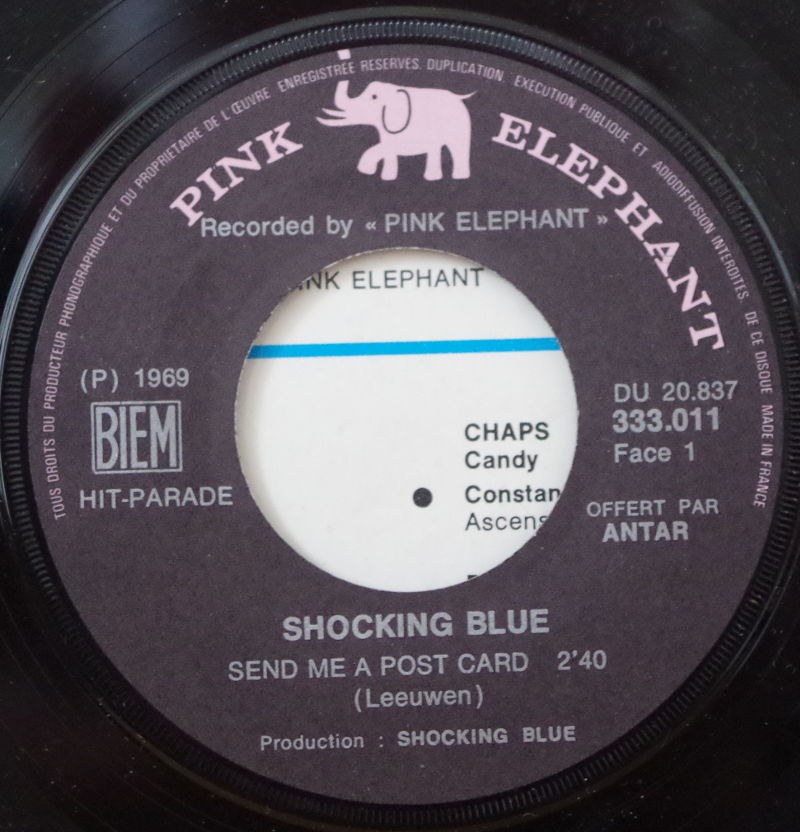 TOUS DROITS DU PRODUCTEUR PHONOGRAPHIQUE ET DU PROPRIETAIRE DE L'ŒUVRE ENREGISTRÉE RESERVES. DUPLICATION, EXECUTION PUBLIQUE ET ADIODIFFUSION INTERDITES. DE CE DISQUE MADE IN FRANCE
PINK ELEPHANT
Recorded by « PINK ELEPHANT »
INK ELEPHANT
(P) 1969
BIEM
HIT-PARADE
DU 20.837
333.011
Face 1
OFFERT PAR
ANTAR
CHAPS
Candy
Constan
Ascens
SHOCKING BLUE
SEND ME A POST CARD 2'40
(Leeuwen)
Production : SHOCKING BLUE